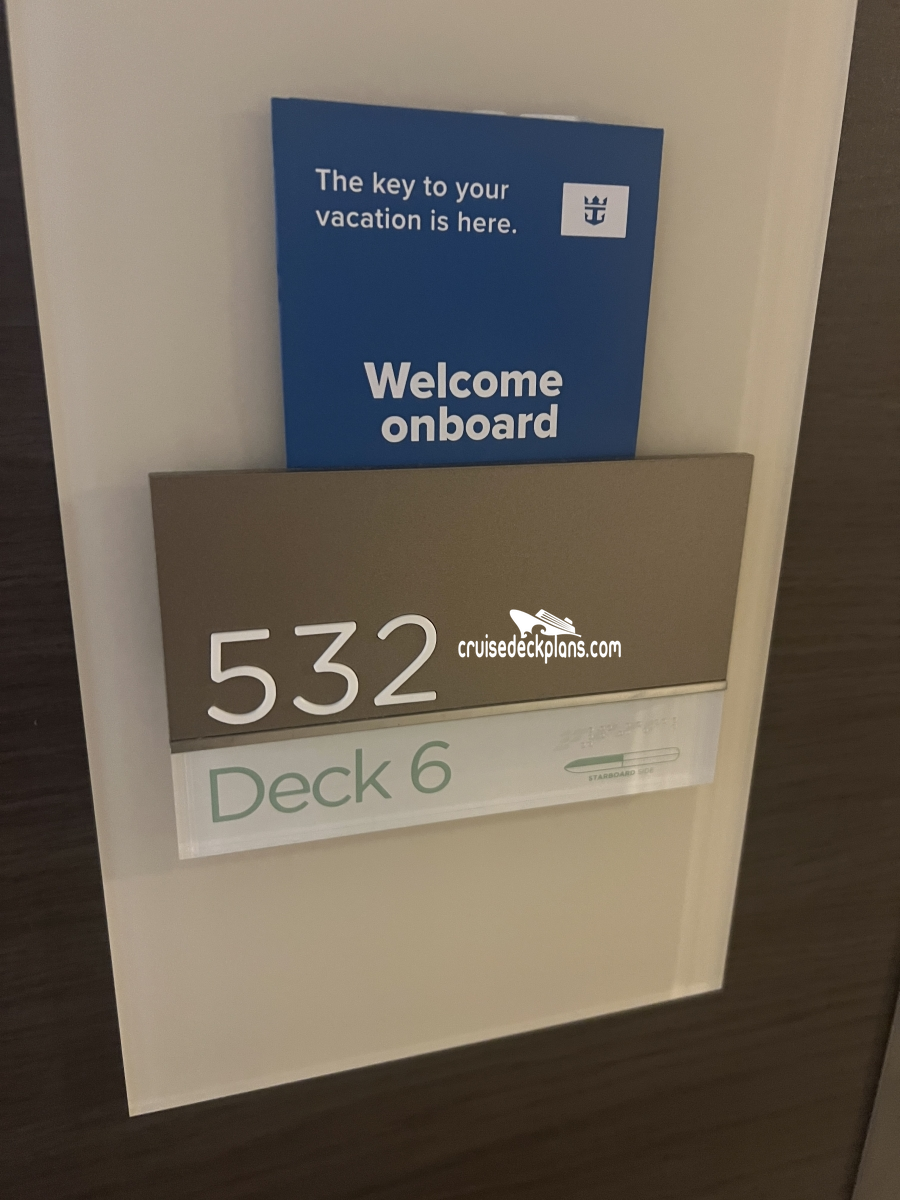 The key to your
vacation is here.
Welcome
onboard
532
cruisedeckplans.com
Deck 6
STARBOARD SIDE